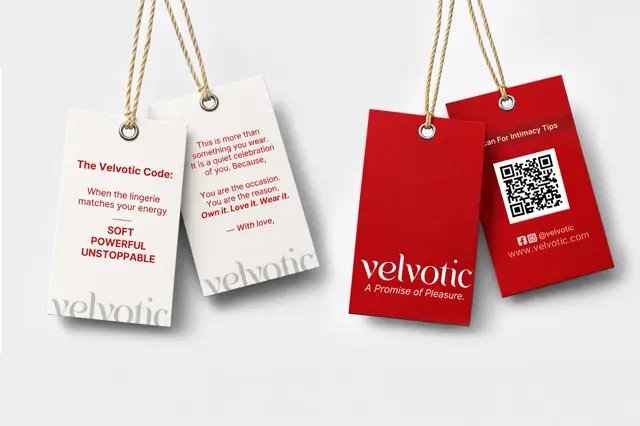 The Velvotic Code:
When the lingerie
matches your energy
SOFT
POWERFUL
UNSTOPPABLE
velvotic
This is more than
something you wear.
It is a quiet celebration
of you. Because,
You are the occasion.
You are the reason.
Own it. Love it. Wear it.
— With love,
velvotic
velvotic
A Promise of Pleasure.
can For Intimacy Tips
@velvotic
www.velvotic.com